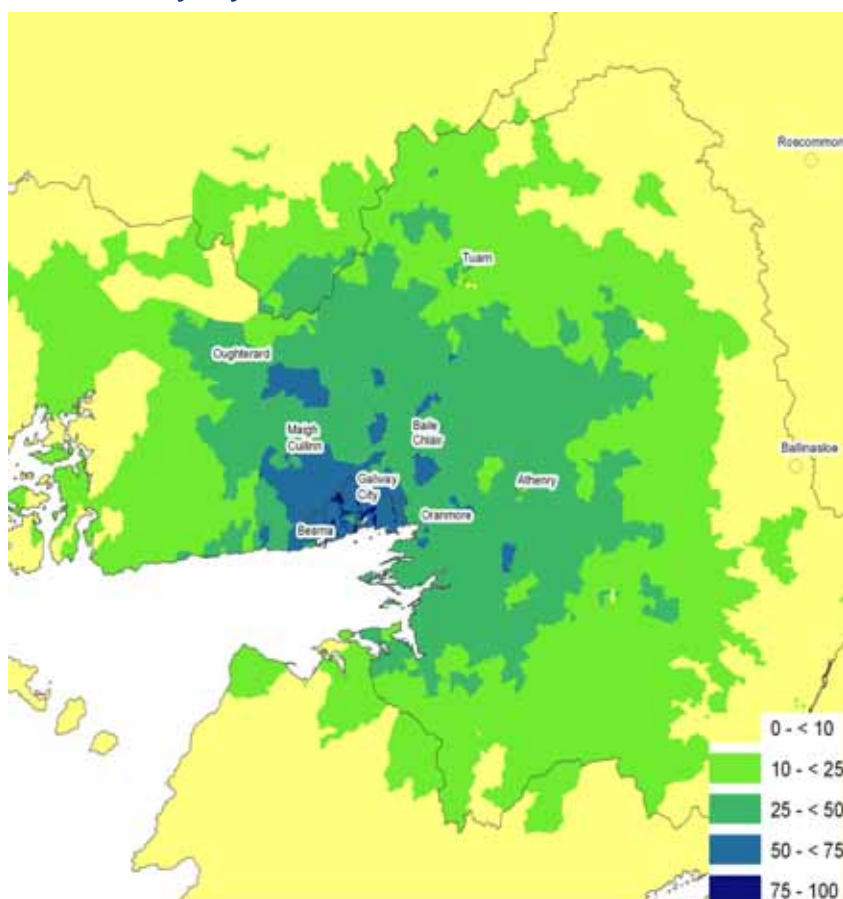 Roscommon
Tuam
Oughterard
Maigh
Cuilinn
Baile
Chláir
Ballinasloe
Galway
City
Athenry
Oranmore
Bearna
0 - < 10
10 - < 25
25 - < 50
50 - < 75
75 - 100